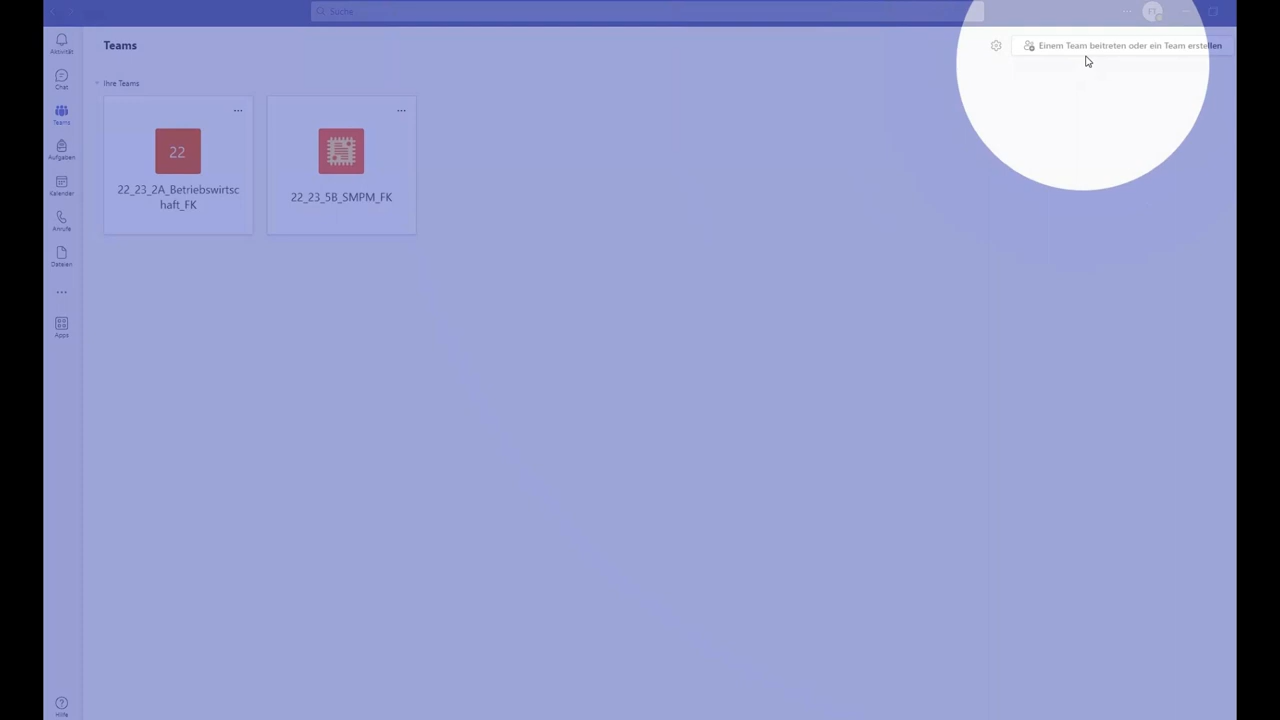 Suche
Teams
Einem Team beitreten oder ein Team erstellen
Aktivität
Chat
Teams
Aufgaben
Kalender
Anrufe
Dateien
Apps
Hilfe
Ihre Teams
22
22_23_2A_Betriebswirtsc
haft_FK
22_23_5B_SMPM_FK